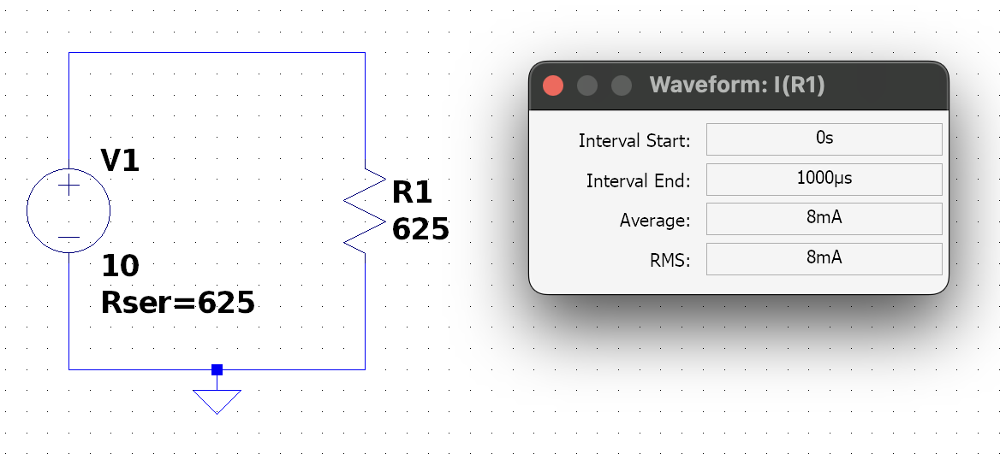 V1
10
Rser=625
R1
625
Waveform: I(R1)
Interval Start: 0s
Interval End: 1000µs
Average: 8mA
RMS: 8mA